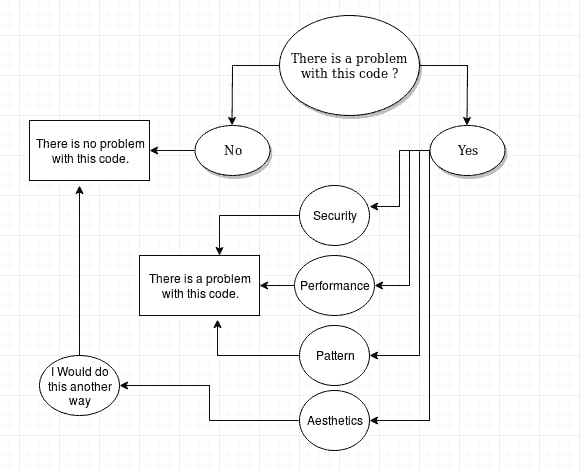 There is a problem
with this code ?
There is no problem
with this code.
No
Yes
Security
There is a problem
with this code.
Performance
Pattern
I Would do
this another
way
Aesthetics